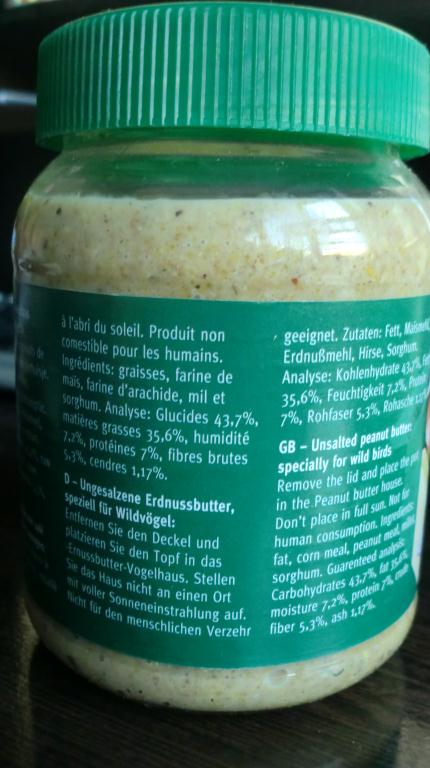 à l'abri du soleil. Produit non
comestible pour les humains.
Ingrédients: graisses, farine de
maïs, farine d'arachide, mil et
sorghum. Analyse: Glucides 43,7%,
matières grasses 35,6%, humidité
7,2%, protéines 7%, fibres brutes
5,3%, cendres 1,17%.
D – Ungesalzene Erdnussbutter,
speziell für Wildvögel:
Entfernen Sie den Deckel und
platzieren Sie den Topf in das
-Ernussbutter-Vogelhaus. Stellen
Sie das Haus nicht an einen Ort
mit voller Sonneneinstrahlung auf.
Nicht für den menschlichen Verzehr
geeignet. Zutaten: Fett,
Erdnußmehl, Hirse, Sorghum.
Analyse: Kohlenhydrate 43,7%,
35,6%, Feuchtigkeit 7,2%,
7%, Rohfaser 5,3%, Rohasche
GB – Unsalted peanut butter:
specially for wild birds
Remove the lid and place the
in the Peanut butter house.
Don't place in full sun. Not for
human consumption. Ingredients:
fat, corn meal, peanut meal,
sorghum. Guarenteed analysis:
Carbohydrates 43.7%, fat 35.6%,
moisture 7,2%, protein 7%,
fiber 5,3%, ash 1,17%.